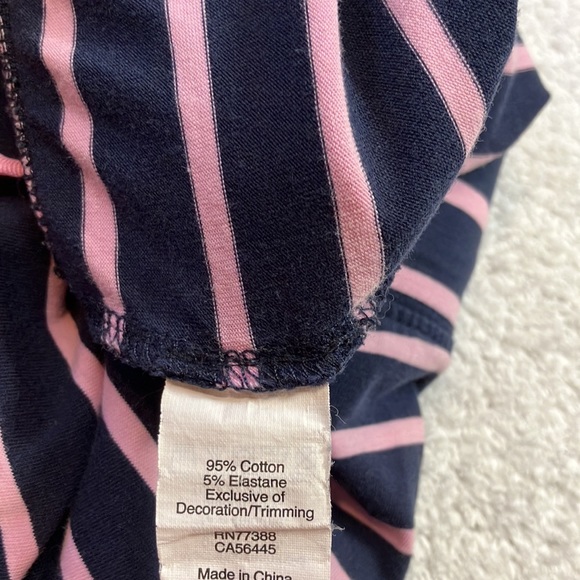 95% Cotton
5% Elastane
Exclusive of
Decoration/Trimming
RN77388
CA56445
Made in China